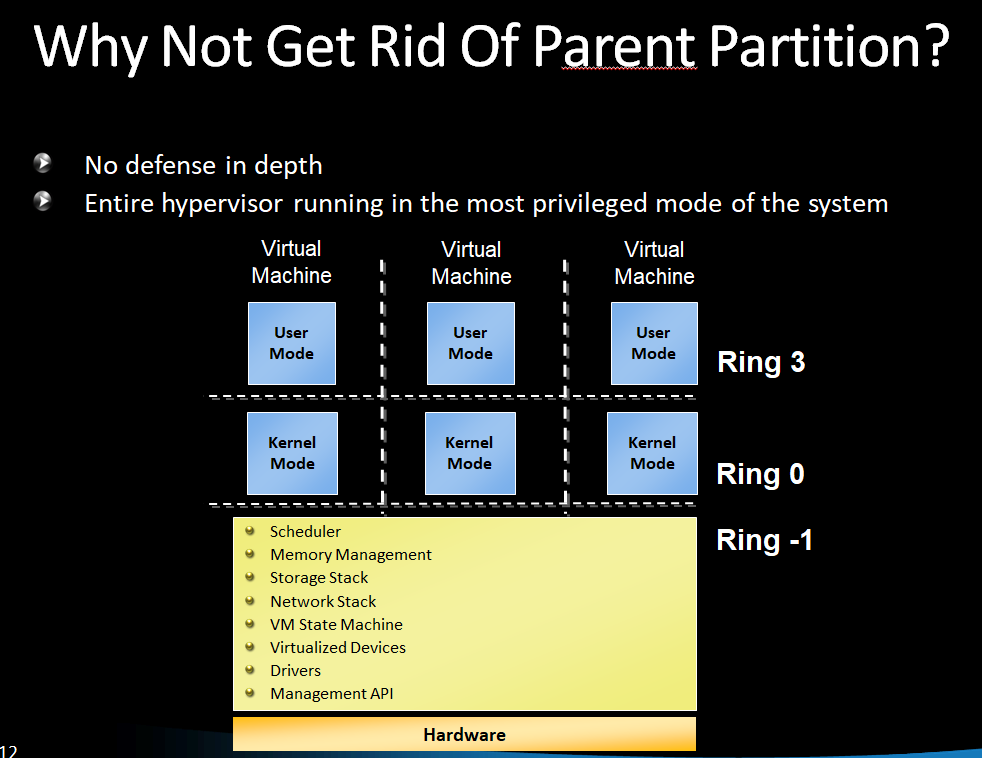 Why Not Get Rid Of Parent Partition?
No defense in depth
Entire hypervisor running in the most privileged mode of the system
Virtual
Machine
Virtual
Machine
Virtual
Machine
User
Mode
User
Mode
User
Mode
Ring 3
Kernel
Mode
Kernel
Mode
Kernel
Mode
Ring 0
Ring -1
Scheduler
Memory Management
Storage Stack
Network Stack
VM State Machine
Virtualized Devices
Drivers
Management API
Hardware
12